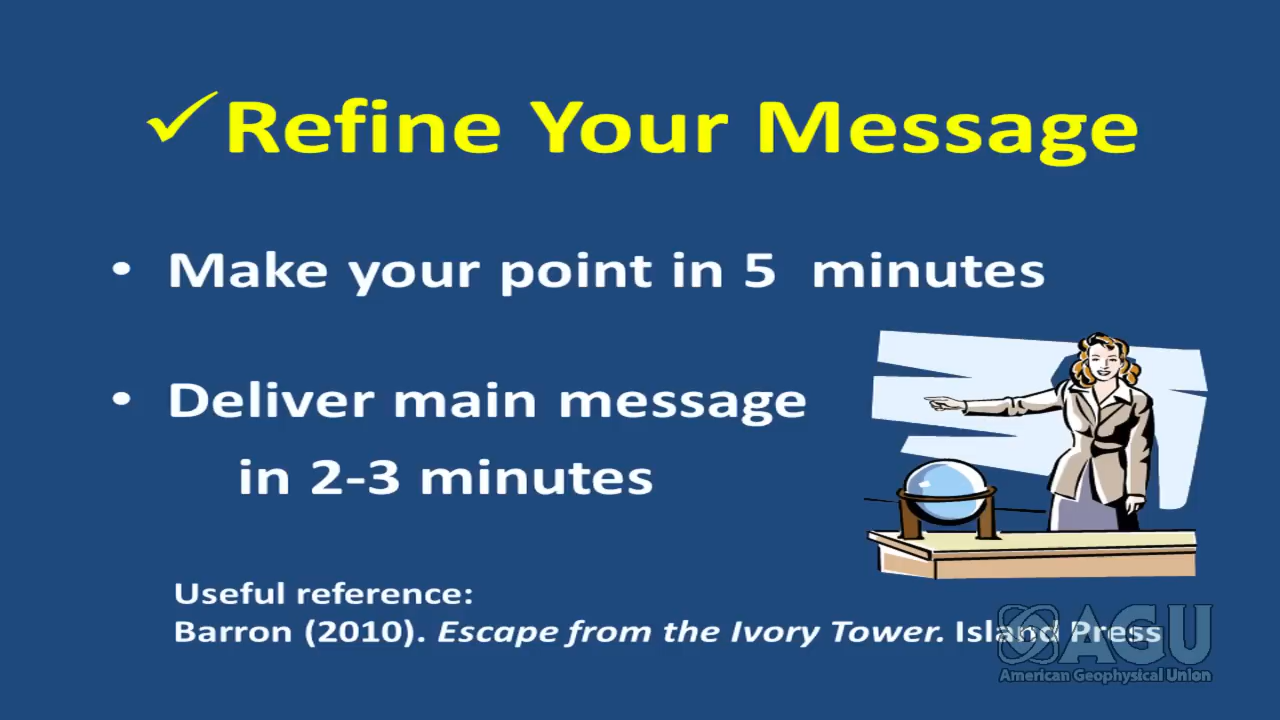 ✓Refine Your Message
• Make your point in 5 minutes
• Deliver main message
in 2-3 minutes
Useful reference:
Barron (2010). Escape from the Ivory Tower. Island Press
AGU
American Geophysical Union